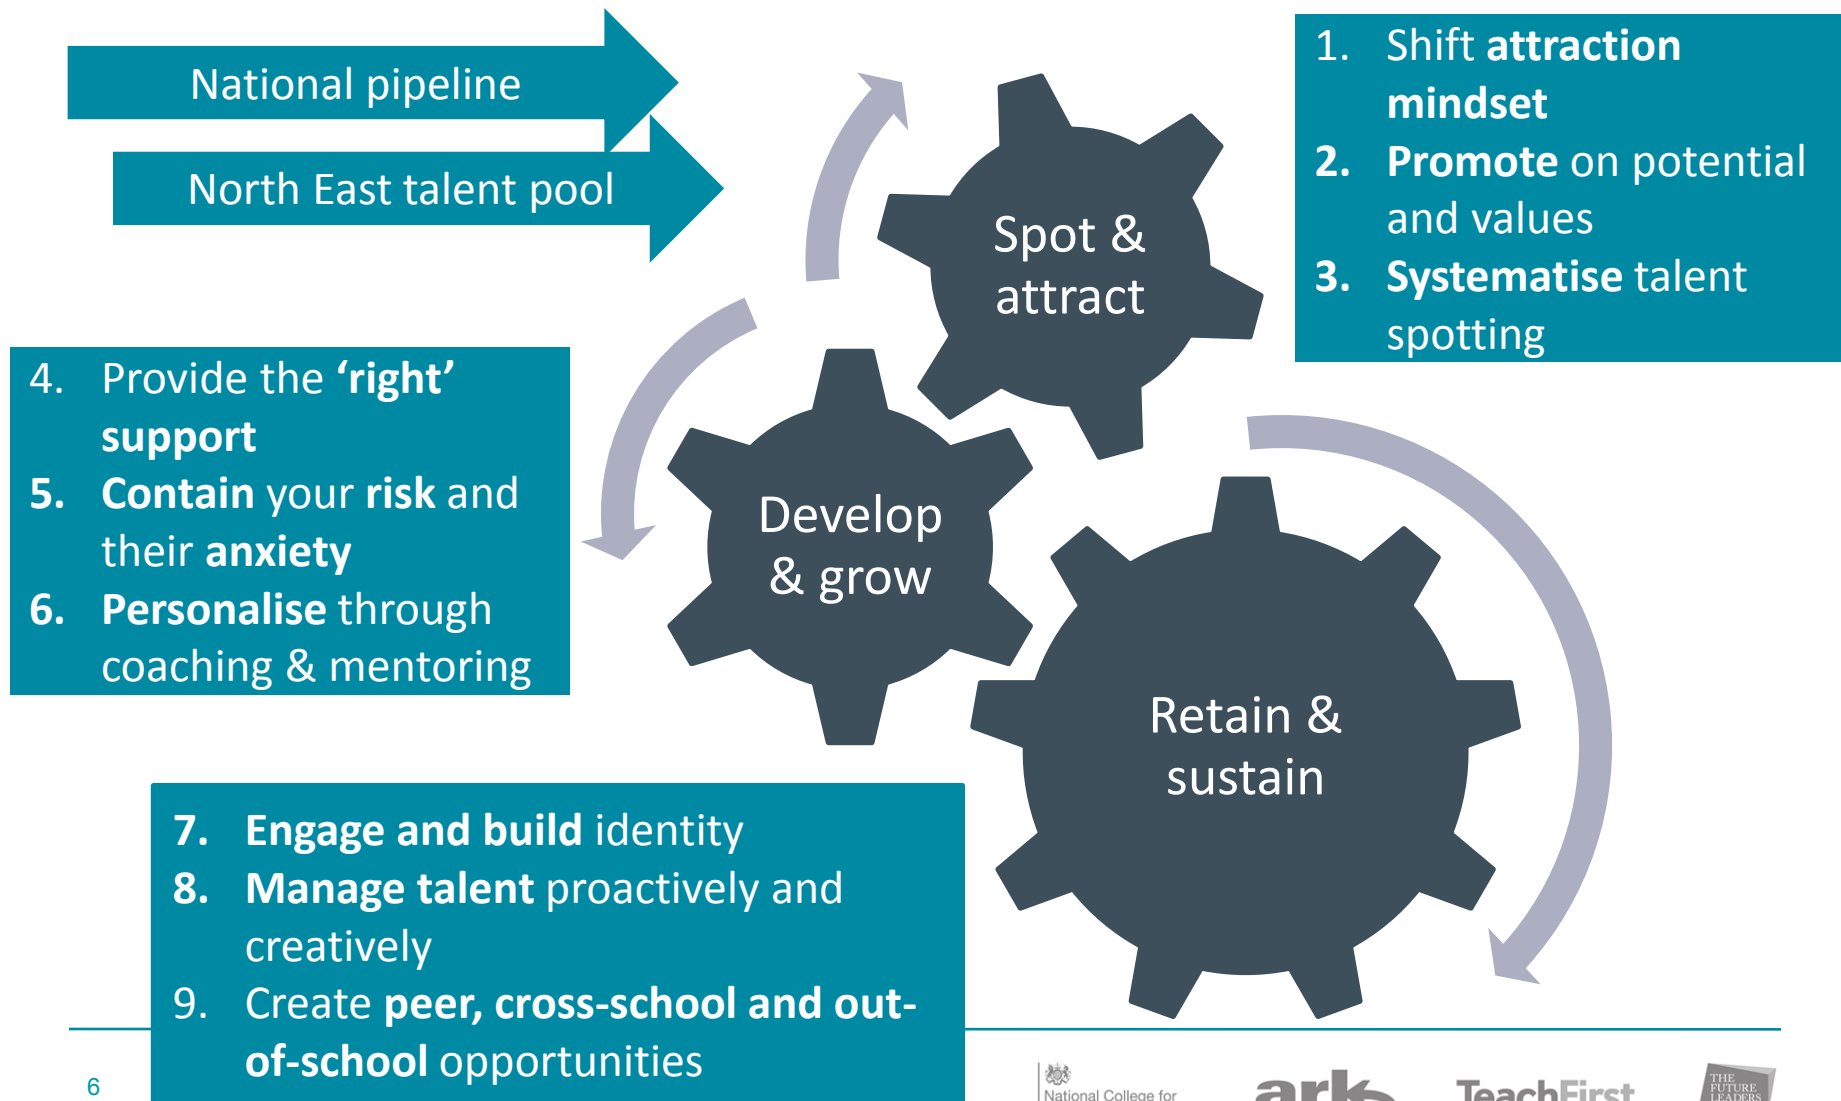 National pipeline
North East talent pool
1. Shift attraction
mindset
2. Promote on potential
and values
3. Systematise talent
spotting
Spot &
attract
4. Provide the ‘right’
support
5. Contain your risk and
their anxiety
6. Personalise through
coaching & mentoring
Develop
& grow
Retain &
sustain
7. Engage and build identity
8. Manage talent proactively and
creatively
9. Create peer, cross-school and out-
of-school opportunities
6
National College for
ark
TeachFirst
THE
FUTURE
LEADERS